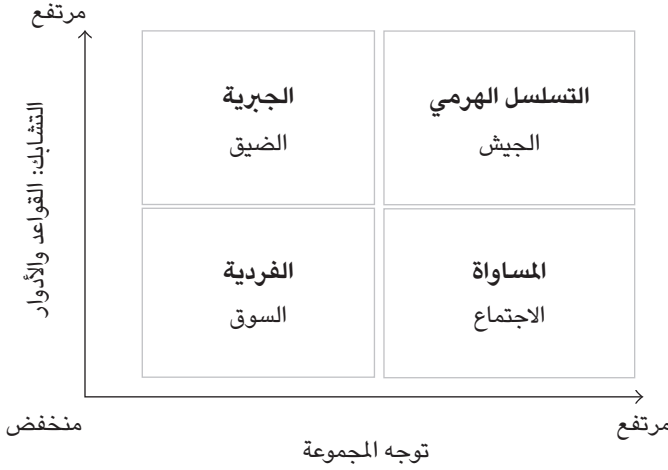 مرتفع
التسلسل الهرمي
الجيش
الجبرية
الضيق
التشابك: القواعد والأدوار
المساواة
الاجتماع
الفردية
السوق
مرتفع
منخفض
توجه المجموعة